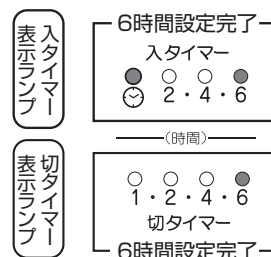 入タイマー
表示ランプ
6時間設定完了
入タイマー
2・4・6
(時間)
切タイマー
表示ランプ
1・2・4・6
切タイマー
6時間設定完了